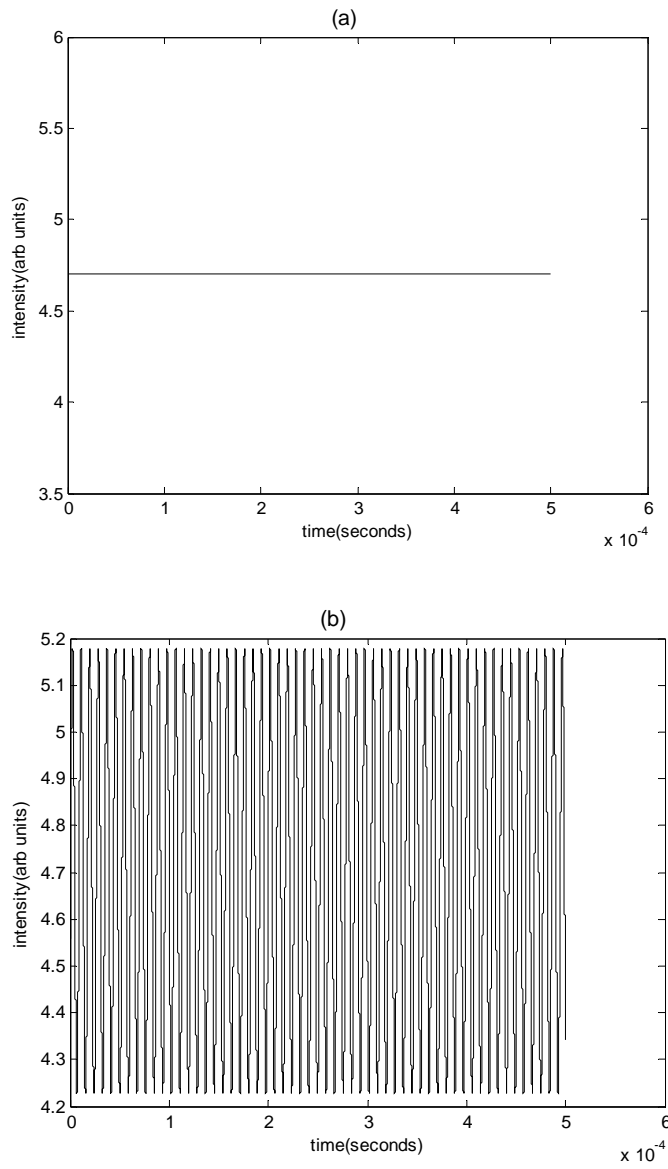 (a)
6
5.5
5
4.5
4
3.5
intensity(arb units)
0 1 2 3 4 5 6
time(seconds)
x 10-4
(b)
5.2
5.1
5
4.9
4.8
4.7
4.6
4.5
4.4
4.3
4.2
intensity(arb units)
0 1 2 3 4 5 6
time(seconds)
x 10-4